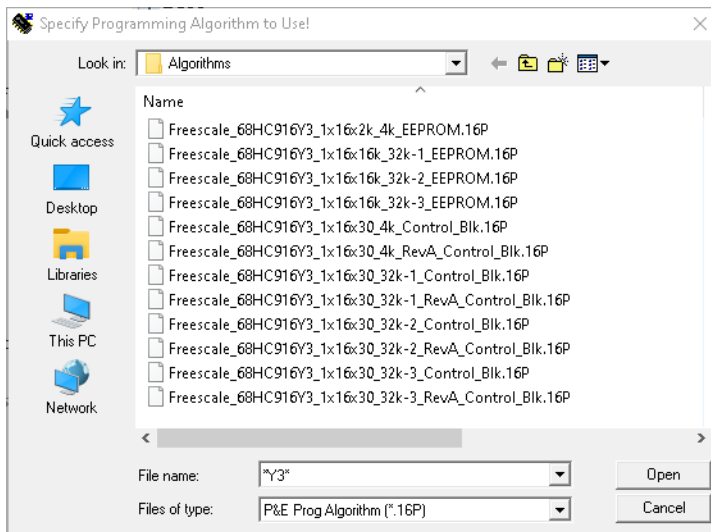 Specify Programming Algorithm to Use!
Look in: Algorithms
Name
Quick access
Desktop
Libraries
This PC
Network
Freescale_68HC916Y3_1x16x2k_4k_EEPROM.16P
Freescale_68HC916Y3_1x16x16k_32k-1_EEPROM.16P
Freescale_68HC916Y3_1x16x16k_32k-2_EEPROM.16P
Freescale_68HC916Y3_1x16x16k_32k-3_EEPROM.16P
Freescale_68HC916Y3_1x16x30_4k_Control_Blk.16P
Freescale_68HC916Y3_1x16x30_4k_RevA_Control_Blk.16P
Freescale_68HC916Y3_1x16x30_32k-1_Control_Blk.16P
Freescale_68HC916Y3_1x16x30_32k-1_RevA_Control_Blk.16P
Freescale_68HC916Y3_1x16x30_32k-2_Control_Blk.16P
Freescale_68HC916Y3_1x16x30_32k-2_RevA_Control_Blk.16P
Freescale_68HC916Y3_1x16x30_32k-3_Control_Blk.16P
Freescale_68HC916Y3_1x16x30_32k-3_RevA_Control_Blk.16P
File name: *Y3* Open
Files of type: P&E Prog Algorithm (*.16P) Cancel